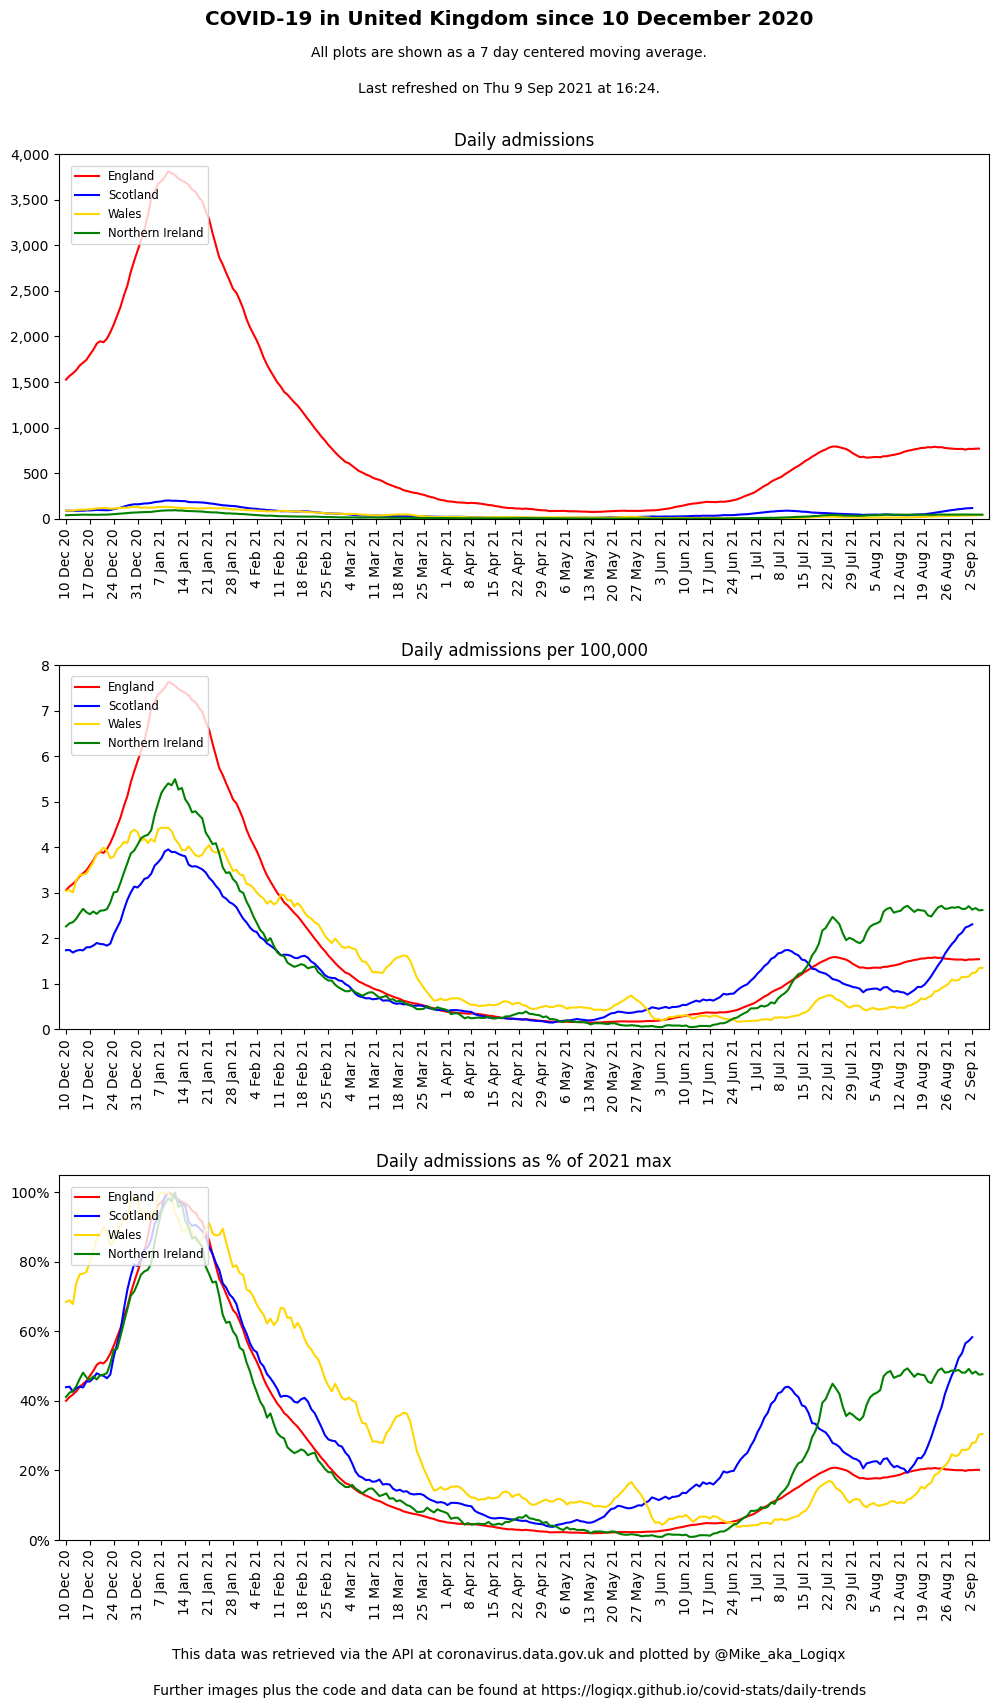 COVID-19 in United Kingdom since 10 December 2020
All plots are shown as a 7 day centered moving average.
Last refreshed on Thu 9 Sep 2021 at 16:24.
Daily admissions
4,000
3,500
3,000
2,500
2,000
1,500
1,000
500
0
England
Scotland
Wales
Northern Ireland
10 Dec 20
17 Dec 20
24 Dec 20
31 Dec 20
7 Jan 21
14 Jan 21
21 Jan 21
28 Jan 21
4 Feb 21
11 Feb 21
18 Feb 21
25 Feb 21
4 Mar 21
11 Mar 21
18 Mar 21
25 Mar 21
1 Apr 21
8 Apr 21
15 Apr 21
22 Apr 21
29 Apr 21
6 May 21
13 May 21
20 May 21
27 May 21
3 Jun 21
10 Jun 21
17 Jun 21
24 Jun 21
1 Jul 21
8 Jul 21
15 Jul 21
22 Jul 21
29 Jul 21
5 Aug 21
12 Aug 21
19 Aug 21
26 Aug 21
2 Sep 21
Daily admissions per 100,000
8
7
6
5
4
3
2
1
0
England
Scotland
Wales
Northern Ireland
10 Dec 20
17 Dec 20
24 Dec 20
31 Dec 20
7 Jan 21
14 Jan 21
21 Jan 21
28 Jan 21
4 Feb 21
11 Feb 21
18 Feb 21
25 Feb 21
4 Mar 21
11 Mar 21
18 Mar 21
25 Mar 21
1 Apr 21
8 Apr 21
15 Apr 21
22 Apr 21
29 Apr 21
6 May 21
13 May 21
20 May 21
27 May 21
3 Jun 21
10 Jun 21
17 Jun 21
24 Jun 21
1 Jul 21
8 Jul 21
15 Jul 21
22 Jul 21
29 Jul 21
5 Aug 21
12 Aug 21
19 Aug 21
26 Aug 21
2 Sep 21
Daily admissions as % of 2021 max
100%
80%
60%
40%
20%
0%
England
Scotland
Wales
Northern Ireland
10 Dec 20
17 Dec 20
24 Dec 20
31 Dec 20
7 Jan 21
14 Jan 21
21 Jan 21
28 Jan 21
4 Feb 21
11 Feb 21
18 Feb 21
25 Feb 21
4 Mar 21
11 Mar 21
18 Mar 21
25 Mar 21
1 Apr 21
8 Apr 21
15 Apr 21
22 Apr 21
29 Apr 21
6 May 21
13 May 21
20 May 21
27 May 21
3 Jun 21
10 Jun 21
17 Jun 21
24 Jun 21
1 Jul 21
8 Jul 21
15 Jul 21
22 Jul 21
29 Jul 21
5 Aug 21
12 Aug 21
19 Aug 21
26 Aug 21
2 Sep 21
This data was retrieved via the API at coronavirus.data.gov.uk and plotted by @Mike_aka_Logiqx
Further images plus the code and data can be found at https://logiqx.github.io/covid-stats/daily-trends